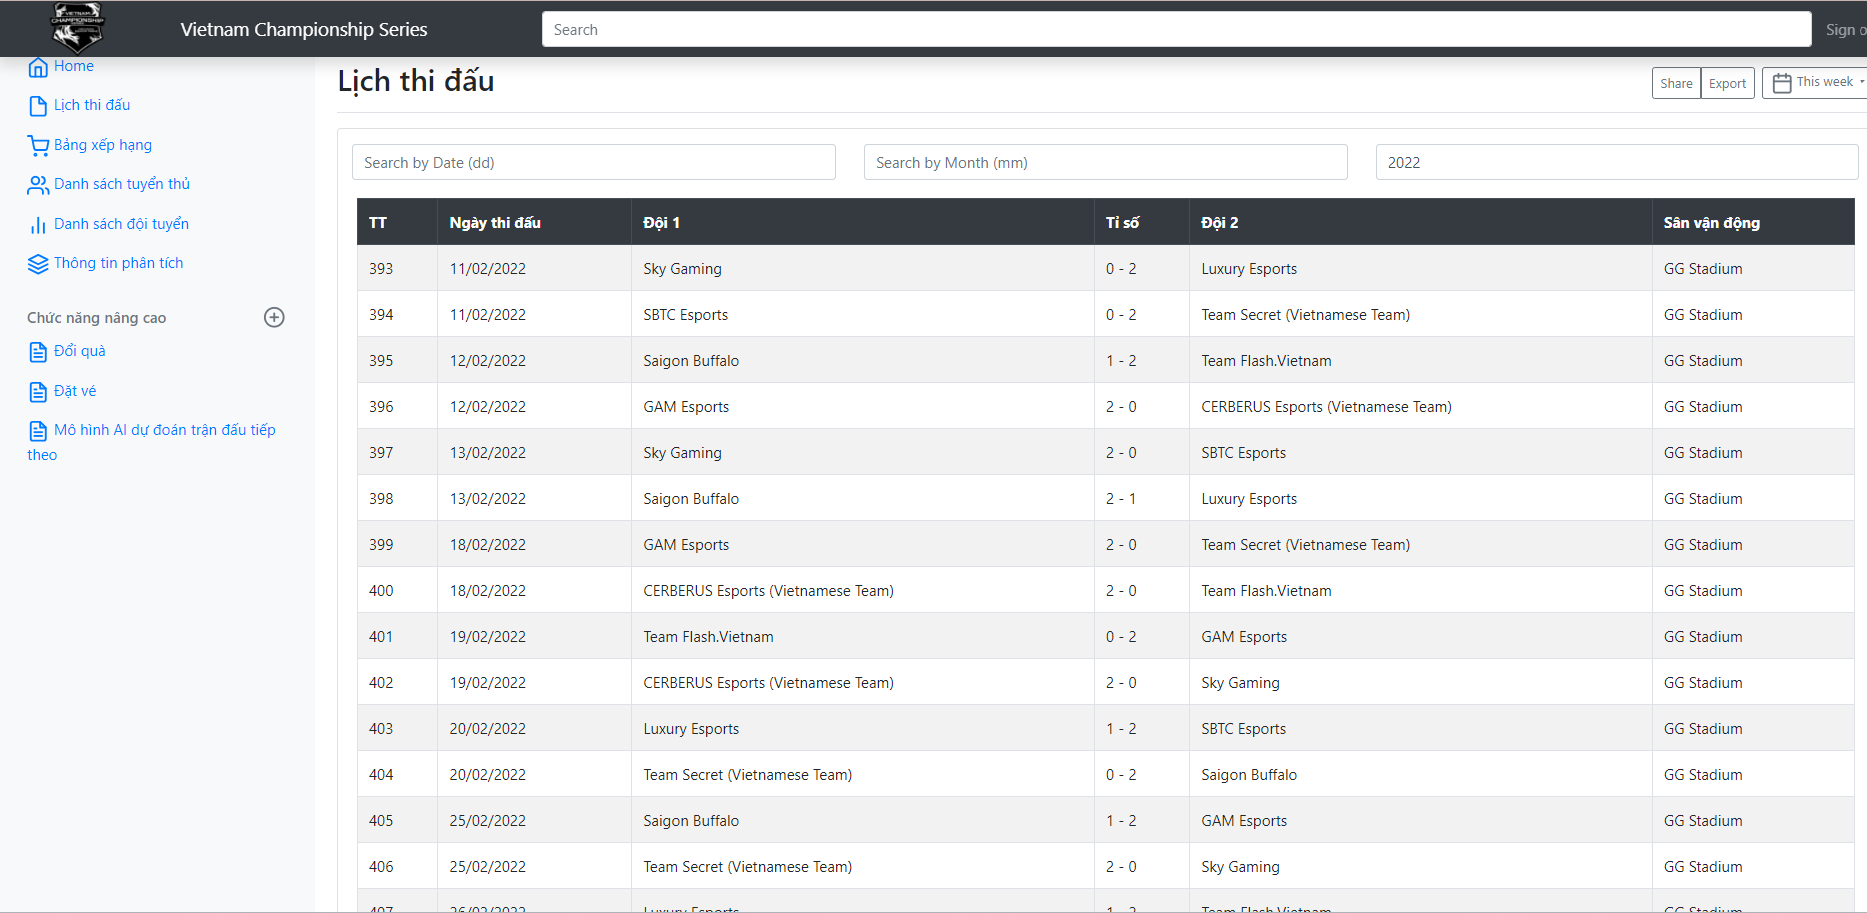 VIETNAM
CHAMPIONSHIP
Vietnam Championship Series
Search
Sign o
Home
Lịch thi đấu
Bảng xếp hạng
Danh sách tuyển thủ
Danh sách đội tuyển
Thông tin phân tích
Chức năng nâng cao
Đổi quà
Đặt vé
Mô hình AI dự đoán trận đấu tiếp
theo
Lịch thi đấu
Share Export This week
Search by Date (dd) Search by Month (mm) 2022
TT Ngày thi đấu Đội 1 Tỉ số Đội 2 Sân vận động
393 11/02/2022 Sky Gaming 0 - 2 Luxury Esports GG Stadium
394 11/02/2022 SBTC Esports 0 - 2 Team Secret (Vietnamese Team) GG Stadium
395 12/02/2022 Saigon Buffalo 1 - 2 Team Flash.Vietnam GG Stadium
396 12/02/2022 GAM Esports 2 - 0 CERBERUS Esports (Vietnamese Team) GG Stadium
397 13/02/2022 Sky Gaming 2 - 0 SBTC Esports GG Stadium
398 13/02/2022 Saigon Buffalo 2 - 1 Luxury Esports GG Stadium
399 18/02/2022 GAM Esports 2 - 0 Team Secret (Vietnamese Team) GG Stadium
400 18/02/2022 CERBERUS Esports (Vietnamese Team) 2 - 0 Team Flash.Vietnam GG Stadium
401 19/02/2022 Team Flash.Vietnam 0 - 2 GAM Esports GG Stadium
402 19/02/2022 CERBERUS Esports (Vietnamese Team) 2 - 0 Sky Gaming GG Stadium
403 20/02/2022 Luxury Esports 1 - 2 SBTC Esports GG Stadium
404 20/02/2022 Team Secret (Vietnamese Team) 0 - 2 Saigon Buffalo GG Stadium
405 25/02/2022 Saigon Buffalo 1 - 2 GAM Esports GG Stadium
406 25/02/2022 Team Secret (Vietnamese Team) 2 - 0 Sky Gaming GG Stadium
407 26/02/2022 Luxury Esports 1 - 2 Team Flash.Vietnam GG Stadium